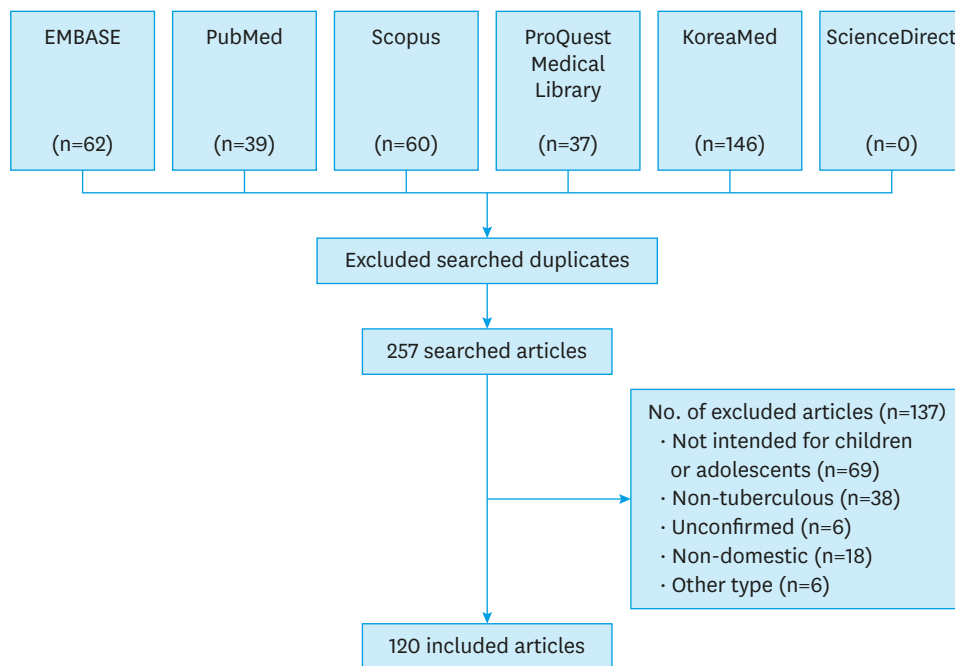 EMBASE
(n=62)
PubMed
(n=39)
Scopus
(n=60)
ProQuest
Medical
Library
(n=37)
KoreaMed
(n=146)
ScienceDirect
(n=0)
Excluded searched duplicates
257 searched articles
No. of excluded articles (n=137)
· Not intended for children
or adolescents (n=69)
· Non-tuberculous (n=38)
· Unconfirmed (n=6)
· Non-domestic (n=18)
· Other type (n=6)
120 included articles